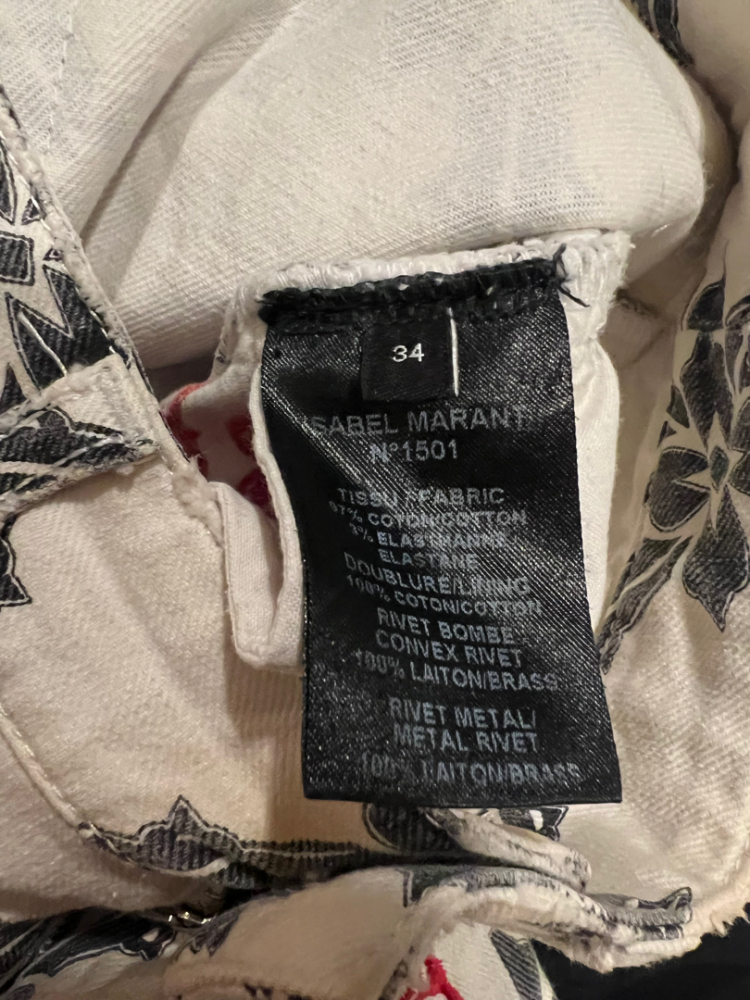 34
ISABEL MARANT
N°1501
TISSU / FABRIC
97% COTON/COTTON
3% ELASTHANNE
ELASTANE
DOUBLURE/LINING
100% COTON/COTTON
RIVET BOMBE
CONVEX RIVET
100% LAITON/BRASS
RIVET METAL/
METAL RIVET
100% LAITON/BRASS